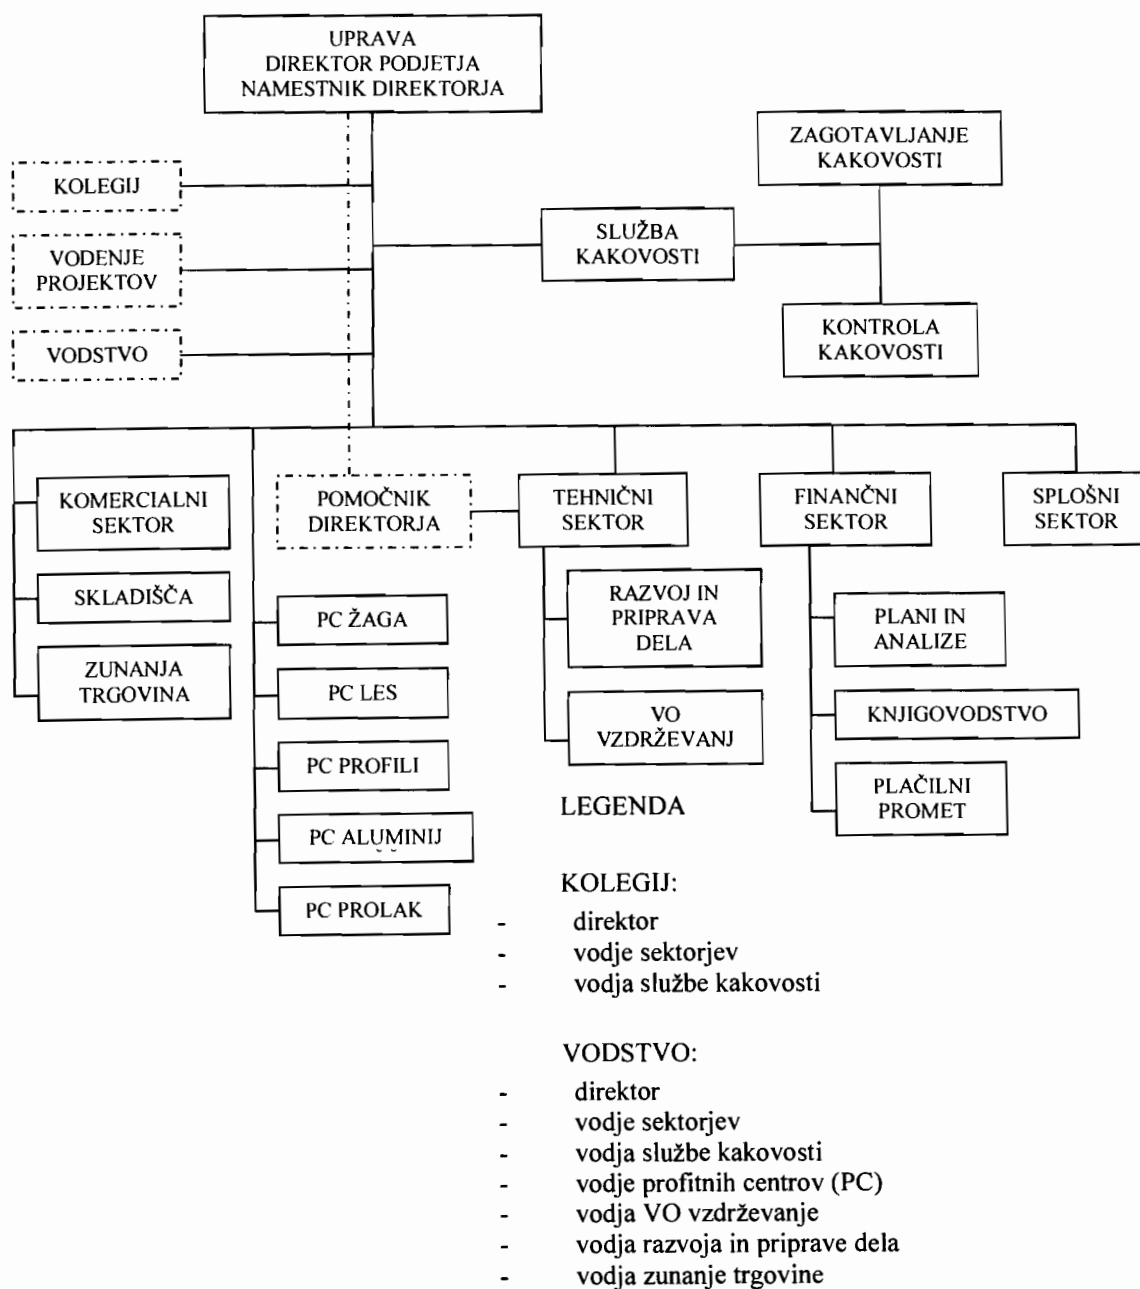 UPRAVA
DIREKTOR PODJETJA
NAMESTNIK DIREKTORJA
ZAGOTAVLJANJE
KAKOVOSTI
KOLEGIJ
SLUŽBA
KAKOVOSTI
VODENJE
PROJEKTOV
KONTROLA
KAKOVOSTI
VODSTVO
KOMERCIALNI
SEKTOR
POMOČNIK
DIREKTORJA
TEHNIČNI
SEKTOR
FINANČNI
SEKTOR
SPLOŠNI
SEKTOR
SKLADIŠČA
ZUNANJA
TRGOVINA
PC ŽAGA
PC LES
PC PROFILI
PC ALUMINIJ
PC PROLAK
RAZVOJ IN
PRIPRAVA
DELA
VO
VZDRŽEVANJ
PLANI IN
ANALIZE
KNJIGOVODSTVO
PLAČILNI
PROMET
LEGENDA
KOLEGIJ:
- direktor
- vodje sektorjev
- vodja službe kakovosti
VODSTVO:
- direktor
- vodje sektorjev
- vodja službe kakovosti
- vodje profitnih centrov (PC)
- vodja VO vzdrževanje
- vodja razvoja in priprave dela
- vodja zunanje trgovine